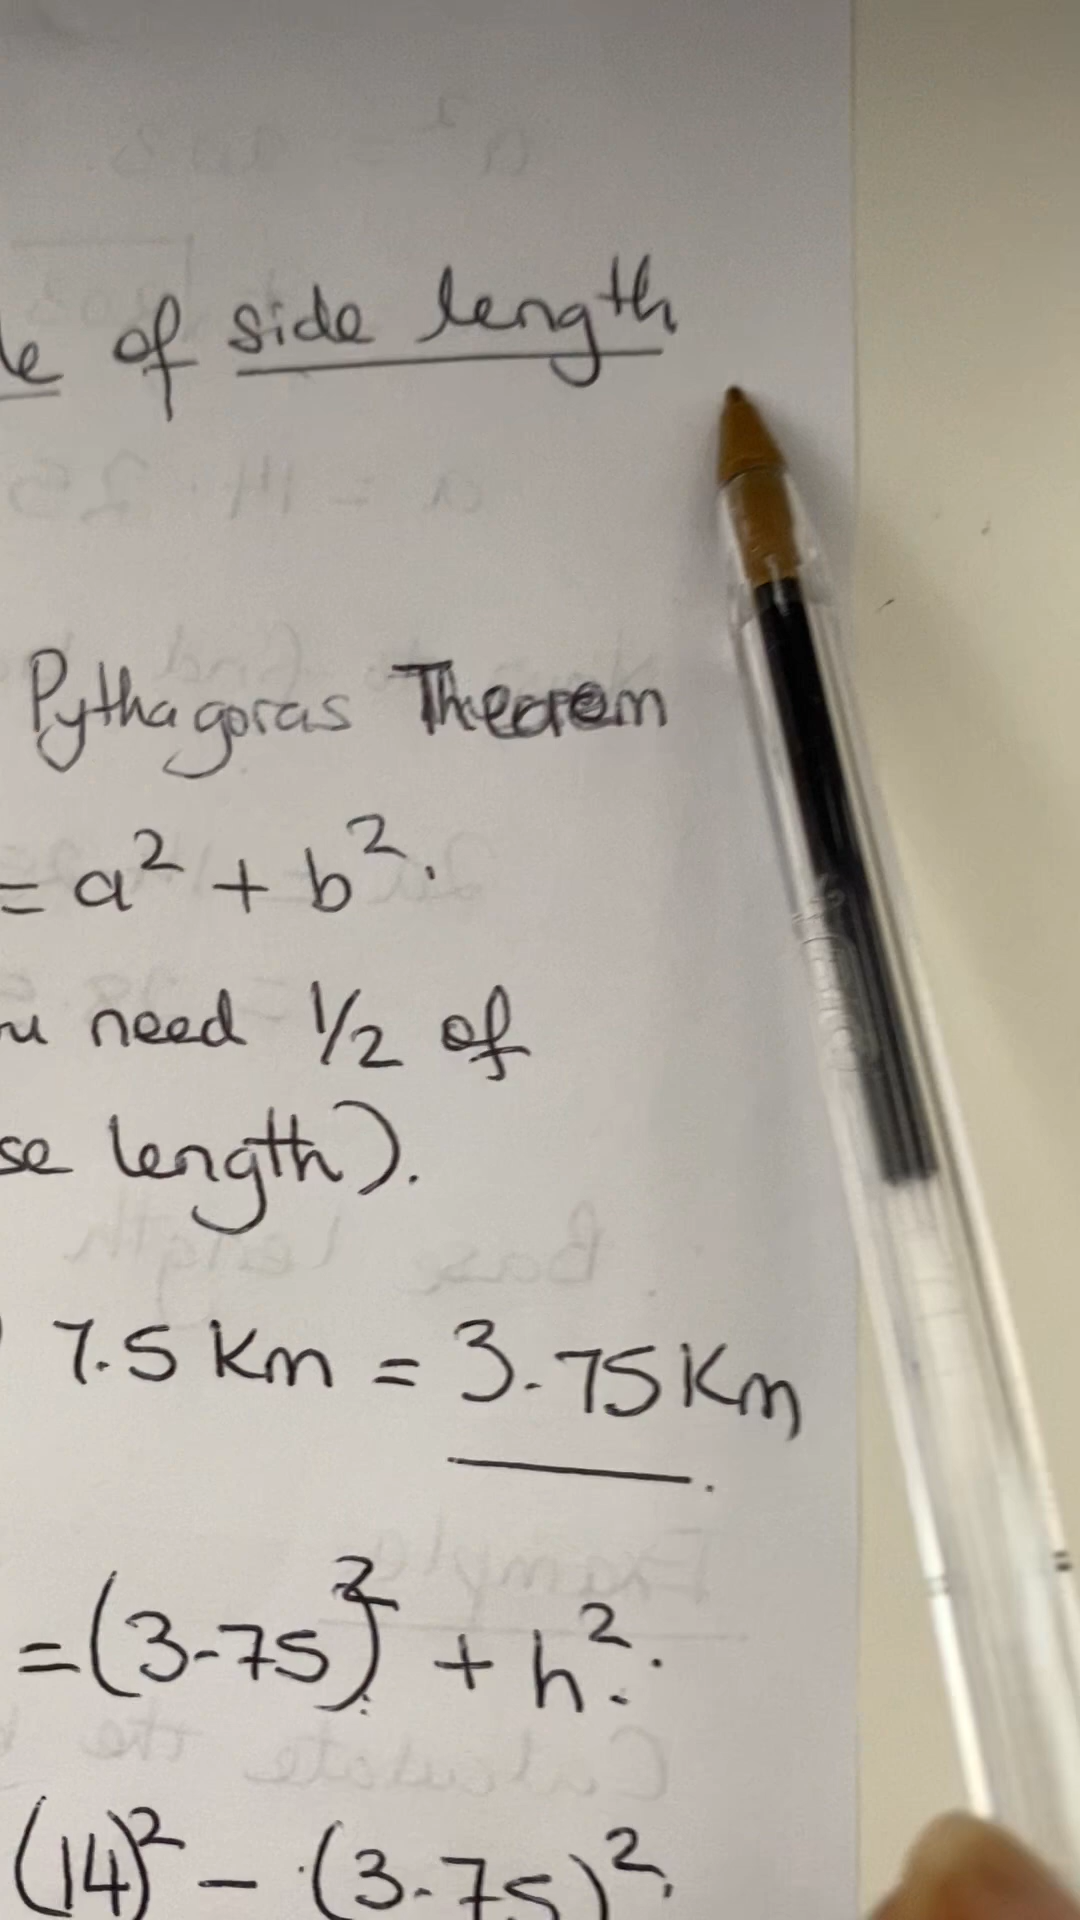 of side length
Pythagoras Theorem
= a² + b².
need 1/2 of
length).
7.5 Km = 3.75 Km
= (3.75)² + h².
(14)² - (3.75)².